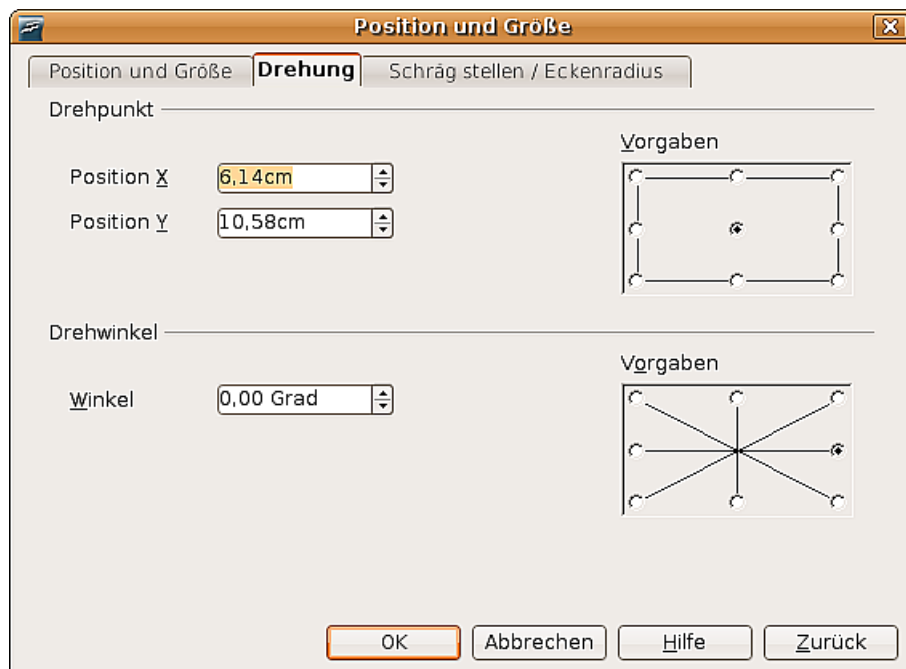 Position und Größe
Position und Größe Drehung Schräg stellen / Eckenradius
Drehpunkt
Vorgaben
Position X 6,14cm
Position Y 10,58cm
Drehwinkel
Vorgaben
Winkel 0,00 Grad
OK Abbrechen Hilfe Zurück